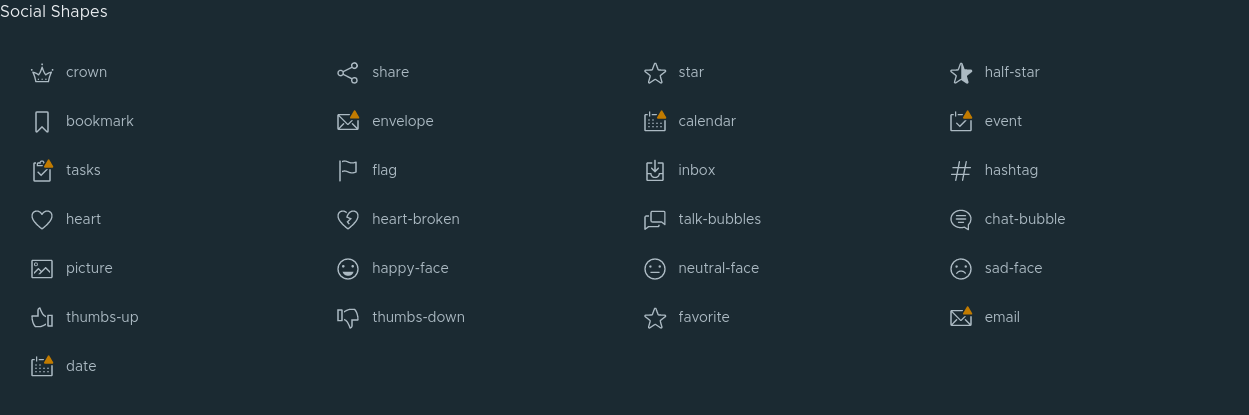 Social Shapes
crown
share
star
half-star
bookmark
envelope
calendar
event
tasks
flag
inbox
hashtag
heart
heart-broken
talk-bubbles
chat-bubble
picture
happy-face
neutral-face
sad-face
thumbs-up
thumbs-down
favorite
email
date